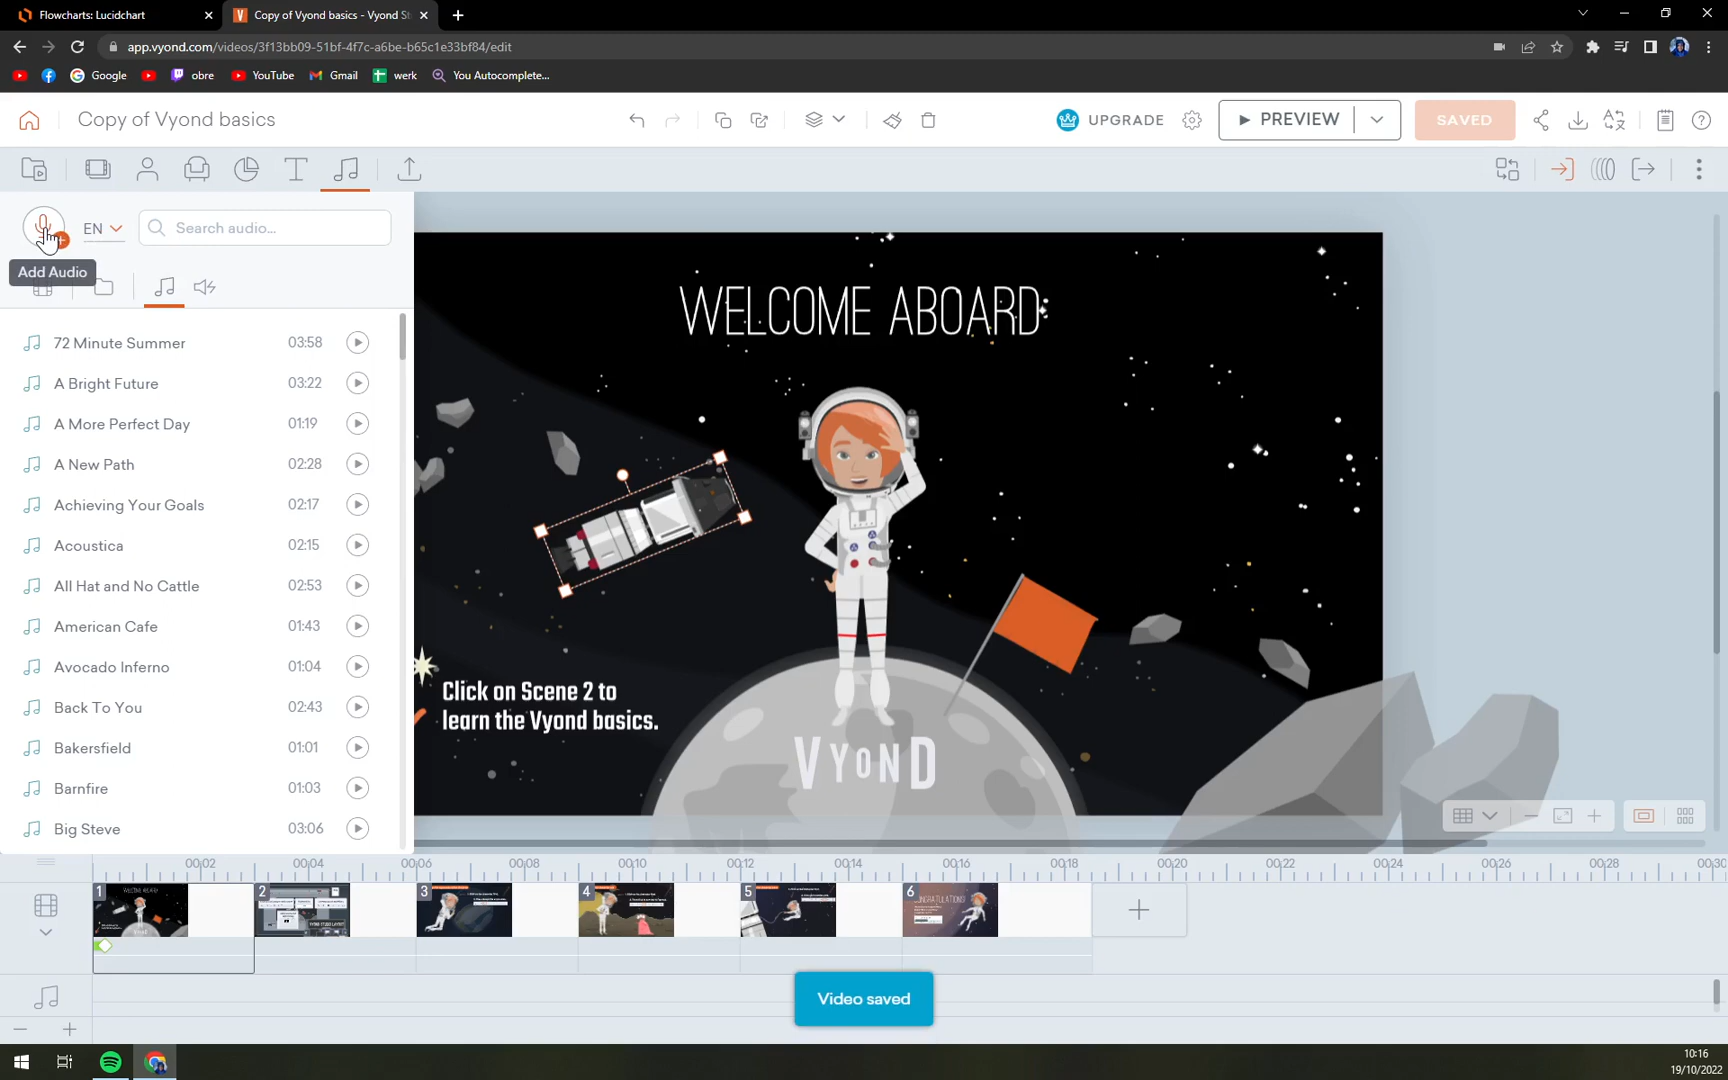 Flowcharts: Lucidchart
Copy of Vyond basics - Vyond St
app.vyond.com/videos/3f13bb09-51bf-4f7c-a6be-b65c1e33bf84/edit
Google
obre
YouTube
Gmail
werk
You Autocomplete...
Copy of Vyond basics
UPGRADE
PREVIEW
SAVED
EN
Search audio...
Add Audio
72 Minute Summer 03:58
A Bright Future 03:22
A More Perfect Day 01:19
A New Path 02:28
Achieving Your Goals 02:17
Acoustica 02:15
All Hat and No Cattle 02:53
American Cafe 01:43
Avocado Inferno 01:04
Back To You 02:43
Bakersfield 01:01
Barnfire 01:03
Big Steve 03:06
WELCOME ABOARD
Click on Scene 2 to
learn the Vyond basics.
VYOND
00:02 00:04 00:06 00:08 00:10 00:12 00:14 00:16 00:18 00:20 00:22 00:24 00:26 00:28 00:30
1 2 3 4 5 6
WELCOME ABOARD
VYOND
CONGRATULATIONS!
Video saved
10:16
19/10/2022